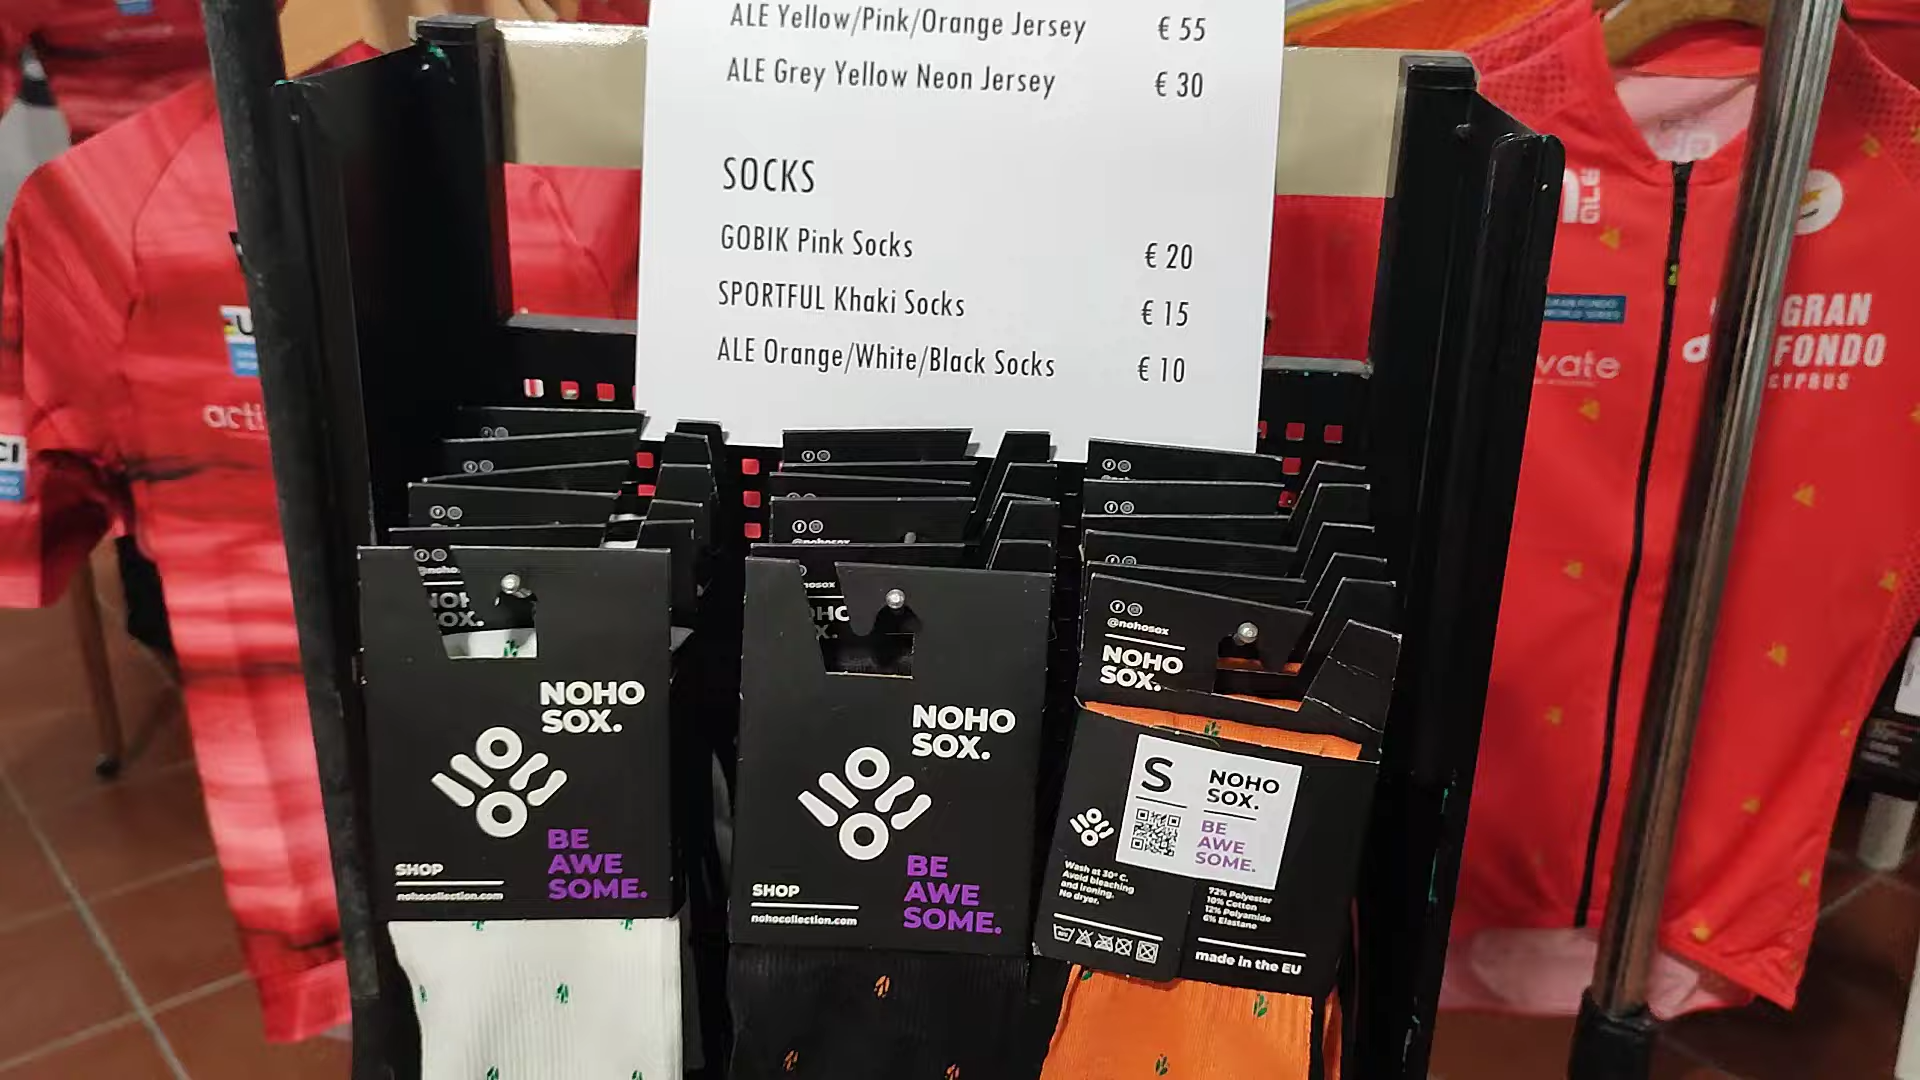 ALE Yellow/Pink/Orange Jersey € 55
ALE Grey Yellow Neon Jersey € 30
SOCKS
GOBIK Pink Socks € 20
SPORTFUL Khaki Socks € 15
ALE Orange/White/Black Socks € 10
NOHO
SOX.
BE
AWE
SOME.
SHOP
nohocollection.com
NOHO
SOX.
BE
AWE
SOME.
SHOP
nohocollection.com
@nohosox
NOHO
SOX.
S
NOHO
SOX.
BE
AWE
SOME.
Wash at 30° C.
Avoid bleaching
and ironing.
No dryer.
72% Polyester
10% Cotton
12% Polyamide
6% Elastane
made in the EU
ALE
GRAN
FONDO
CYPRUS